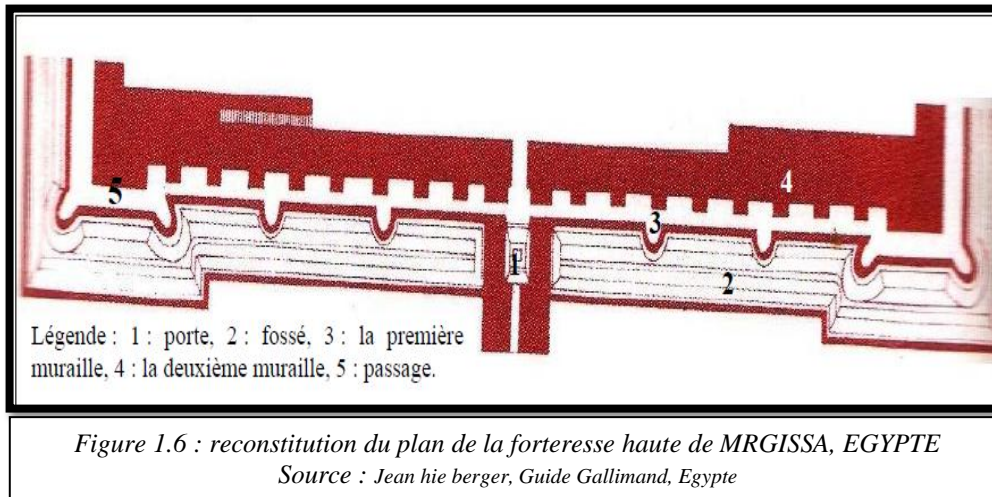 5
4
3
1
2
Légende : 1 : porte, 2 : fossé, 3 : la première
muraille, 4 : la deuxième muraille, 5 : passage.
Figure 1.6 : reconstitution du plan de la forteresse haute de MRGISSA, EGYPTE
Source : Jean hie berger, Guide Gallimand, Egypte